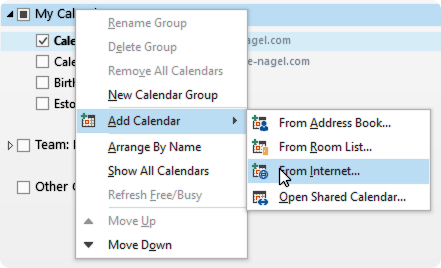 My Cal
Cale nagel.com
Cale e-nagel.com
Birth
Esto
Team:
Other C
Rename Group
Delete Group
Remove All Calendars
New Calendar Group
Add Calendar
Arrange By Name
Show All Calendars
Refresh Free/Busy
Move Up
Move Down
From Address Book...
From Room List...
From Internet...
Open Shared Calendar...